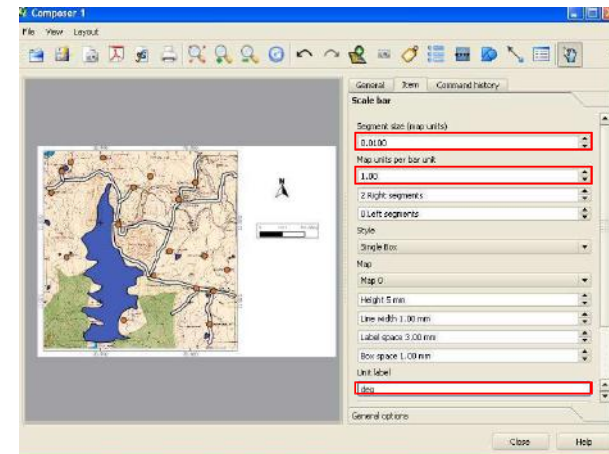 Composer 1
File View Layout
General Item Command history
Scale bar
Segment size (map units)
0.0100
Map units per bar unit
1.00
2 Right segments
0 Left segments
Style
Single Box
Map
Map 0
Height 5 mm
Line width 1.00 mm
Label space 3.00 mm
Box space 1.00 mm
Unit label
deg
General options
Close Help